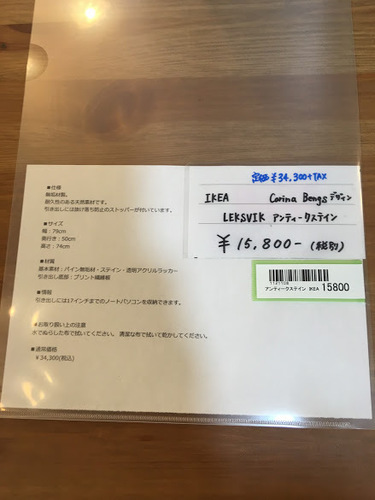 ■仕様
無垢材製。
耐久性のある天然素材です。
引き出しには抜け落ち防止のストッパーが付いています。
■サイズ
幅：79cm
奥行き：50cm
高さ：74cm
■材質
基本素材：パイン無垢材・ステイン・透明アクリルラッカー
引き出し底部：プリント繊維板
■情報
引き出しには17インチまでのノートパソコンを収納できます。
★お取り扱い上の注意
水でぬらした布で拭いてください。 清潔な布で拭いて乾かしてください。
■通常価格
￥34,300(税込)
定価 ¥34,300+TAX
IKEA Carina Bengs デザイン
LEKSVIK アンティークステイン
¥15,800- (税別)
アンティークステイン IKEA 15800